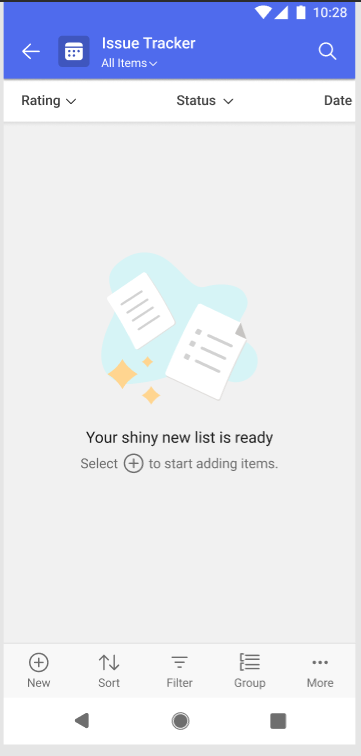 10:28
Issue Tracker
All Items
Rating Status Date
Your shiny new list is ready
Select to start adding items.
New Sort Filter Group More